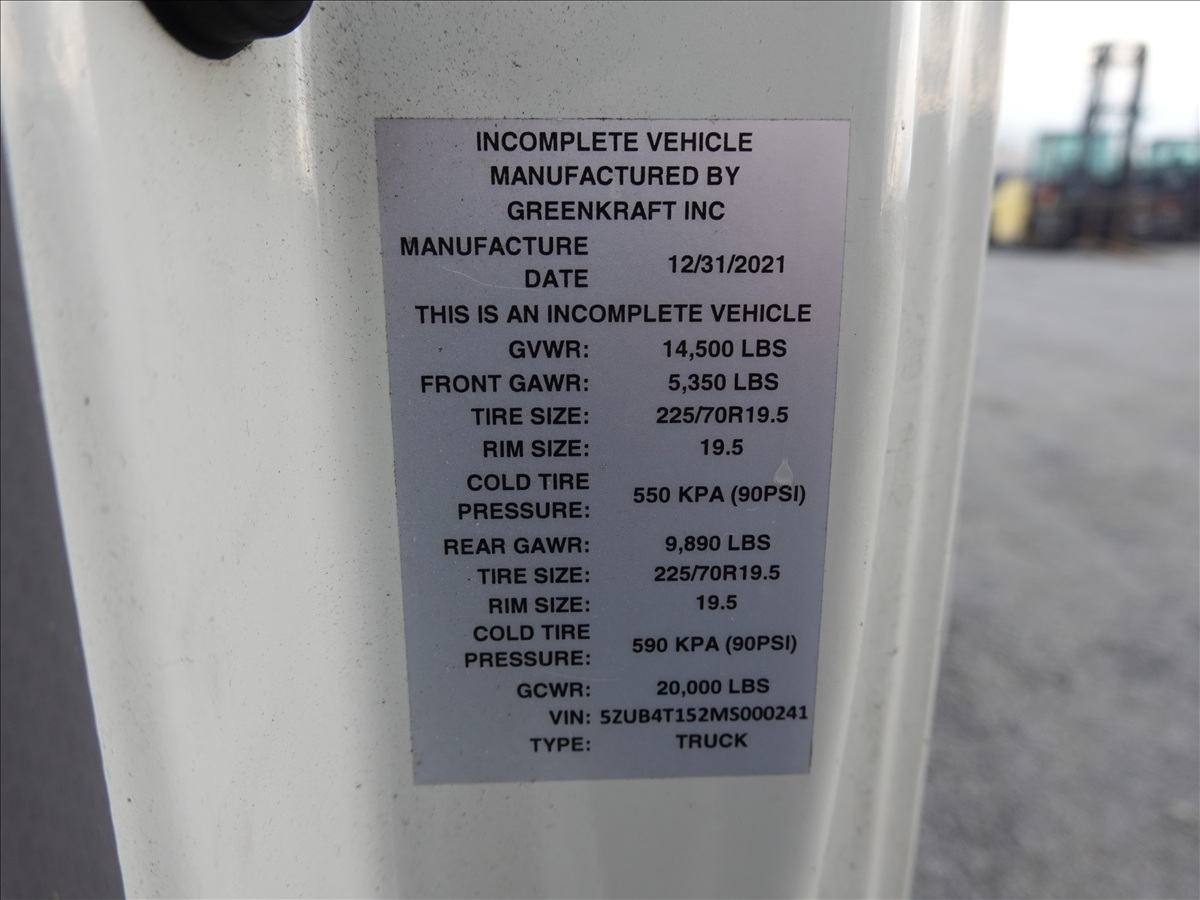 INCOMPLETE VEHICLE
MANUFACTURED BY
GREENKRAFT INC
MANUFACTURE
DATE 12/31/2021
THIS IS AN INCOMPLETE VEHICLE
GVWR: 14,500 LBS
FRONT GAWR: 5,350 LBS
TIRE SIZE: 225/70R19.5
RIM SIZE: 19.5
COLD TIRE
PRESSURE: 550 KPA (90PSI)
REAR GAWR: 9,890 LBS
TIRE SIZE: 225/70R19.5
RIM SIZE: 19.5
COLD TIRE
PRESSURE: 590 KPA (90PSI)
GCWR: 20,000 LBS
VIN: 5ZUB4T152MS000241
TYPE: TRUCK